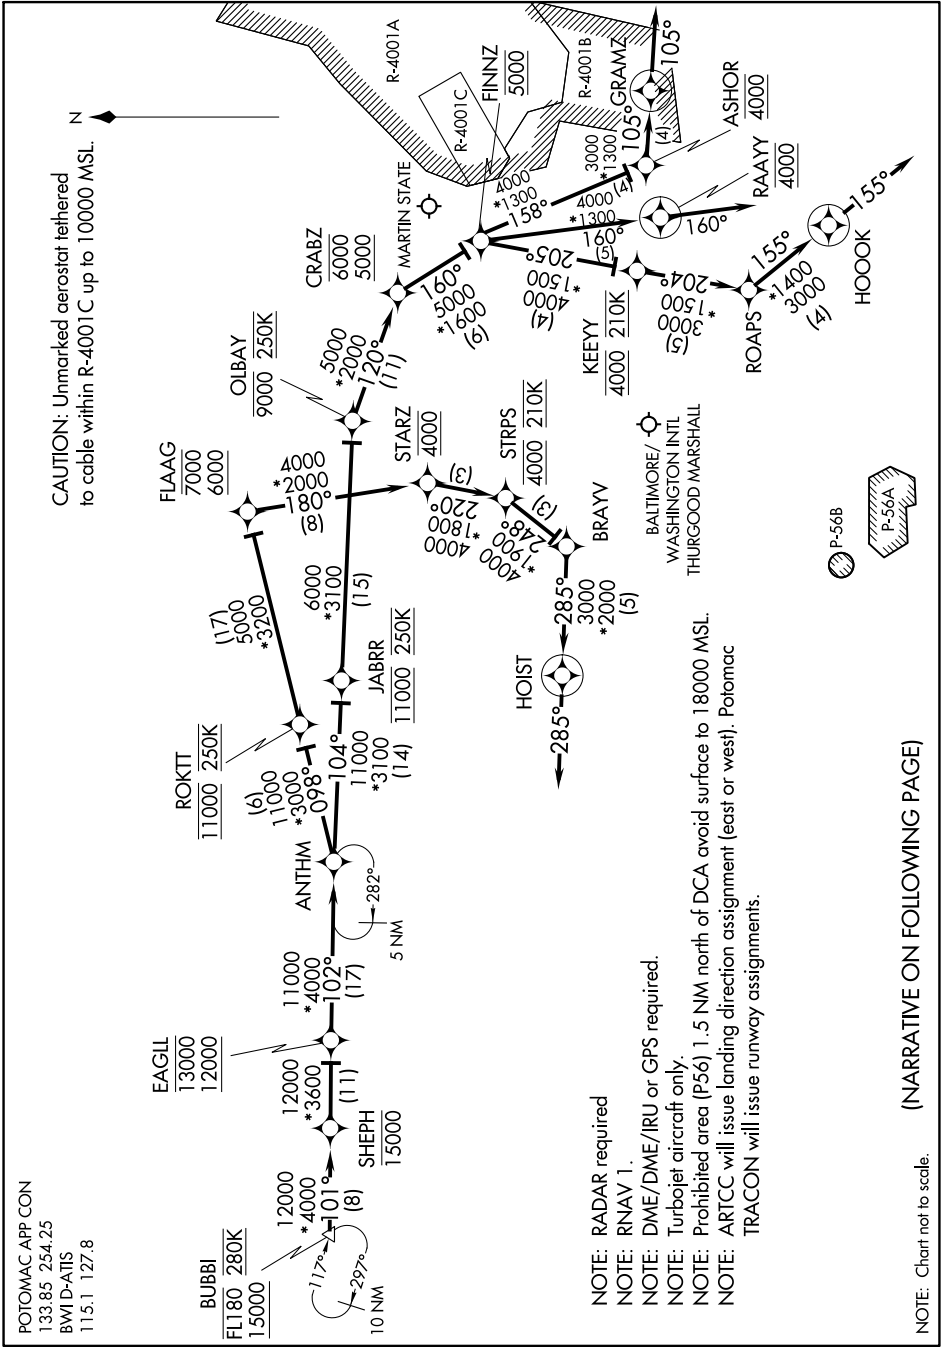 POTOMAC APP CON
133.85 254.25
BWI D-ATIS
115.1 127.8
CAUTION: Unmarked aerostat tethered
to cable within R-4001C up to 10000 MSL.
N
BUBBI
FL180 280K
15000
117°
297°
10 NM
12000
*4000
101°
(8)
SHEPH
15000
12000
*3600
(11)
EAGLL
13000
12000
11000
*4000
102°
(17)
ANTHM
282°
5 NM
(6)
11000
*3000
098°
ROKTT
11000 250K
104°
11000
*3100
(14)
JABRR
11000 250K
(17)
5000
*3200
FLAAG
7000
6000
6000
*3100
(15)
4000
*2000
180°
(8)
OLBAY
9000 250K
5000
*2000
120°
(11)
CRABZ
6000
5000
MARTIN STATE
160°
5000
*1600
(9)
FINNZ
5000
R-4001A
R-4001B
R-4001C
4000
*1300
158°
(4)
4000
*1300
160°
(5)
205°
*1500
4000
(4)
3000
*1300
105°
(4)
GRAMZ
105°
ASHOR
4000
RAAYY
4000
160°
KEEYY
4000 210K
204°
*1500
3000
(5)
ROAPS
155°
*1400
3000
(4)
HOOOK
155°
STARZ
4000
(3)
220°
*1800
4000
STRPS
4000 210K
(3)
248°
*1900
4000
BRAYV
285°
3000
*2000
(5)
HOIST
285°
BALTIMORE/
WASHINGTON INTL
THURGOOD MARSHALL
P-56B
P-56A
NOTE: RADAR required
NOTE: RNAV 1.
NOTE: DME/DME/IRU or GPS required.
NOTE: Turbojet aircraft only.
NOTE: Prohibited area (P56) 1.5 NM north of DCA avoid surface to 18000 MSL.
NOTE: ARTCC will issue landing direction assignment (east or west). Potomac
TRACON will issue runway assignments.
(NARRATIVE ON FOLLOWING PAGE)
NOTE: Chart not to scale.